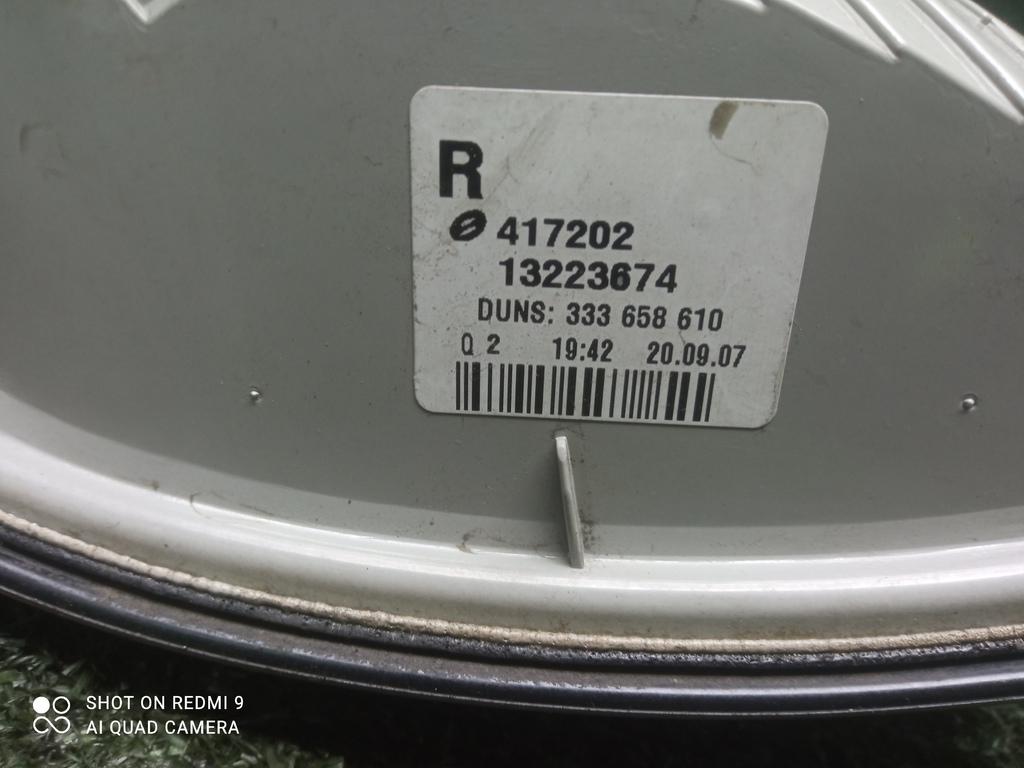 R
417202
13223674
DUNS: 333 658 610
Q 2 19:42 20.09.07
SHOT ON REDMI 9
AI QUAD CAMERA